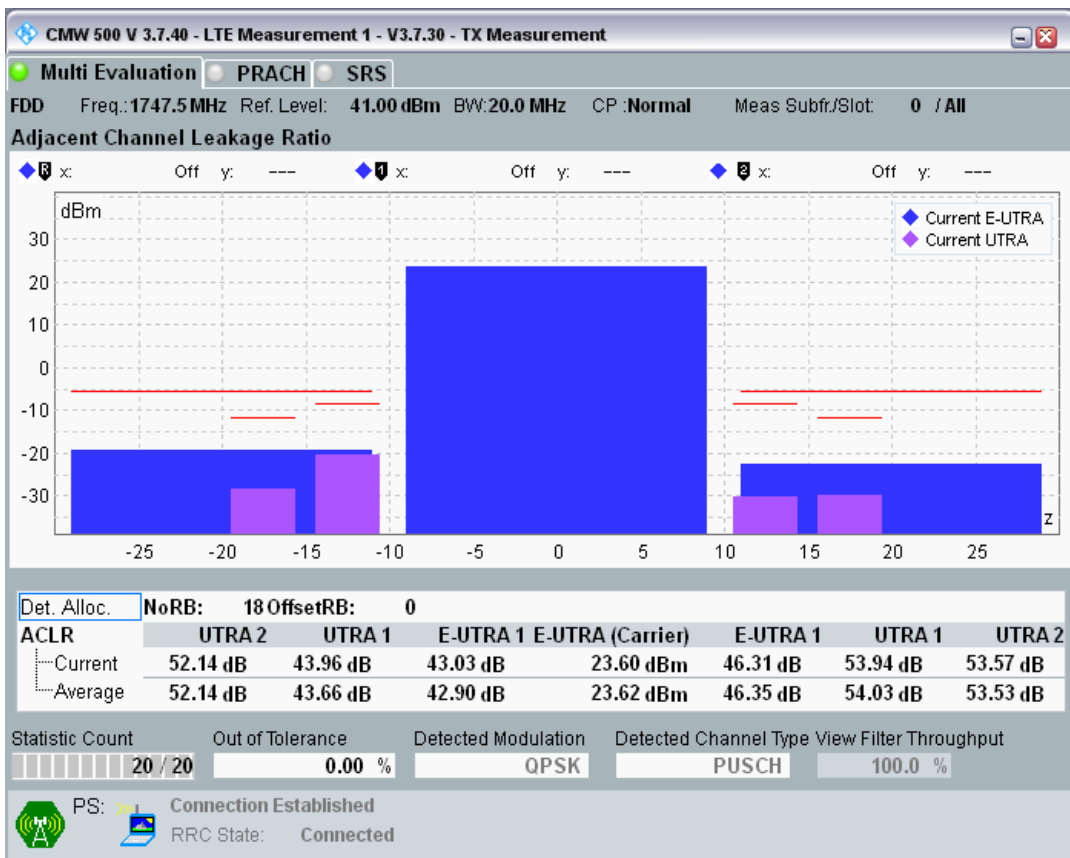 CMW 500 V 3.7.40 - LTE Measurement 1 - V3.7.30 - TX Measurement
Multi Evaluation PRACH SRS
FDD Freq.:1747.5 MHz Ref. Level: 41.00 dBm BW:20.0 MHz CP :Normal Meas Subfr./Slot: 0 / All
Adjacent Channel Leakage Ratio
R x: Off y: --- 1 x: Off y: --- 2 x: Off y: ---
dBm
Current E-UTRA
Current UTRA
30
20
10
0
-10
-20
-30
z
-25 -20 -15 -10 -5 0 5 10 15 20 25
Det. Alloc. NoRB: 18 OffsetRB: 0
ACLR UTRA 2 UTRA 1 E-UTRA 1 E-UTRA (Carrier) E-UTRA 1 UTRA 1 UTRA 2
Current 52.14 dB 43.96 dB 43.03 dB 23.60 dBm 46.31 dB 53.94 dB 53.57 dB
Average 52.14 dB 43.66 dB 42.90 dB 23.62 dBm 46.35 dB 54.03 dB 53.53 dB
Statistic Count Out of Tolerance Detected Modulation Detected Channel Type View Filter Throughput
20 / 20 0.00 % QPSK PUSCH 100.0 %
PS: Connection Established
RRC State: Connected